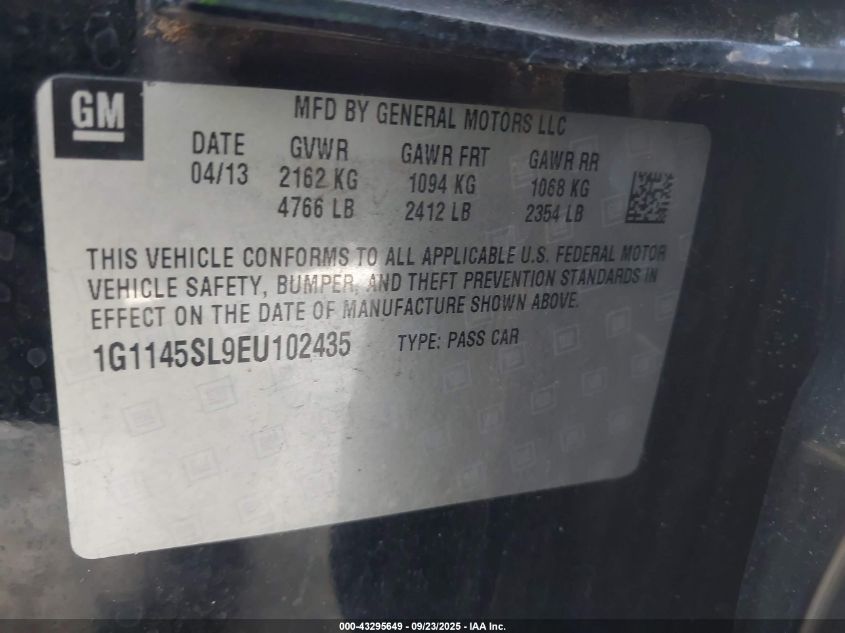 GM
MFD BY GENERAL MOTORS LLC
DATE GVWR GAWR FRT GAWR RR
04/13 2162 KG 1094 KG 1068 KG
4766 LB 2412 LB 2354 LB
THIS VEHICLE CONFORMS TO ALL APPLICABLE U.S. FEDERAL MOTOR
VEHICLE SAFETY, BUMPER, AND THEFT PREVENTION STANDARDS IN
EFFECT ON THE DATE OF MANUFACTURE SHOWN ABOVE.
1G1145SL9EU102435 TYPE: PASS CAR
000-43295649 - 09/23/2025 - IAA Inc.